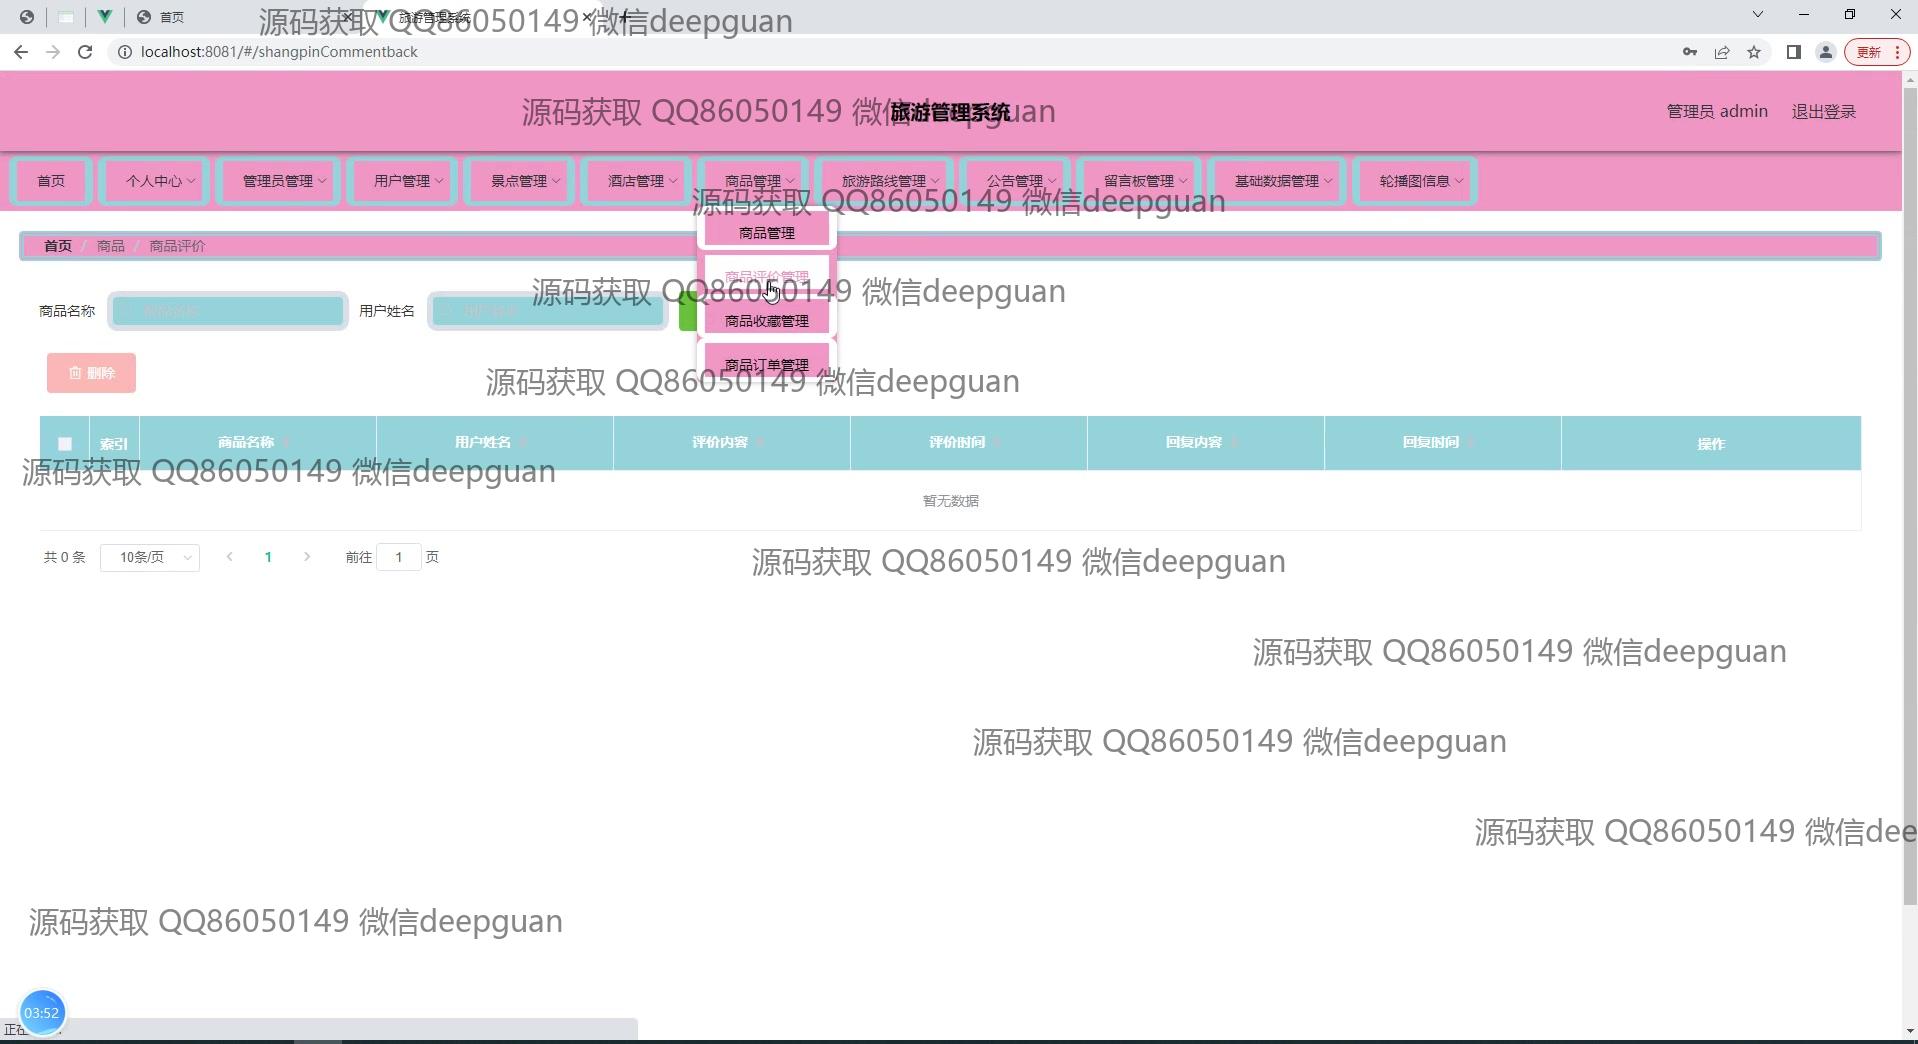 首页
旅游管理系统
源码获取 QQ86050149 微信deepguan
localhost:8081/#/shangpinCommentback
更新
源码获取 QQ86050149 微信deepguan
旅游管理系统
管理员 admin
退出登录
首页
个人中心
管理员管理
用户管理
景点管理
酒店管理
商品管理
旅游路线管理
公告管理
留言板管理
基础数据管理
轮播图信息
源码获取 QQ86050149 微信deepguan
商品管理
商品评价管理
商品收藏管理
商品订单管理
首页 / 商品 / 商品评价
源码获取 QQ86050149 微信deepguan
商品名称
商品名称
用户姓名
用户姓名
删除
源码获取 QQ86050149 微信deepguan
索引
商品名称
用户姓名
评价内容
评价时间
回复内容
回复时间
操作
源码获取 QQ86050149 微信deepguan
暂无数据
共 0 条
10条/页
1
前往 1 页
源码获取 QQ86050149 微信deepguan
源码获取 QQ86050149 微信deepguan
源码获取 QQ86050149 微信deepguan
源码获取 QQ86050149 微信dee
源码获取 QQ86050149 微信deepguan
03:52
正在